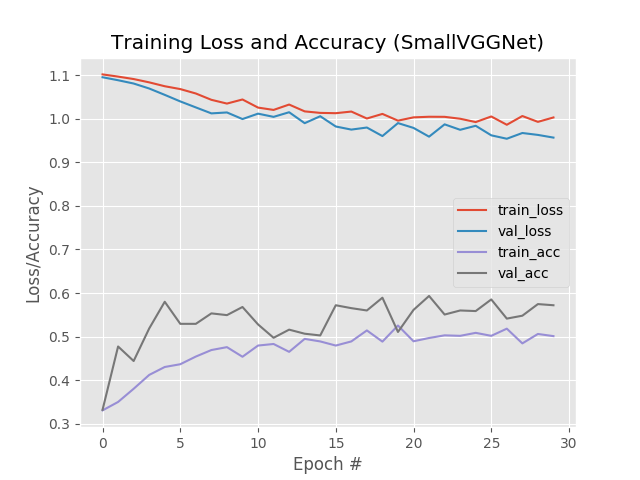 Training Loss and Accuracy (SmallVGGNet)
1.1
1.0
0.9
0.8
0.7
0.6
0.5
0.4
0.3
Loss/Accuracy
train_loss
val_loss
train_acc
val_acc
0 5 10 15 20 25 30
Epoch #